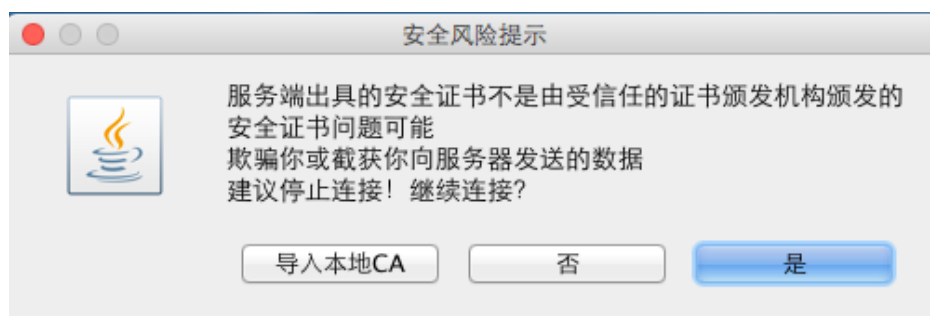 安全风险提示
服务端出具的安全证书不是由受信任的证书颁发机构颁发的
安全证书问题可能
欺骗你或截获你向服务器发送的数据
建议停止连接！继续连接？
导入本地CA 否 是